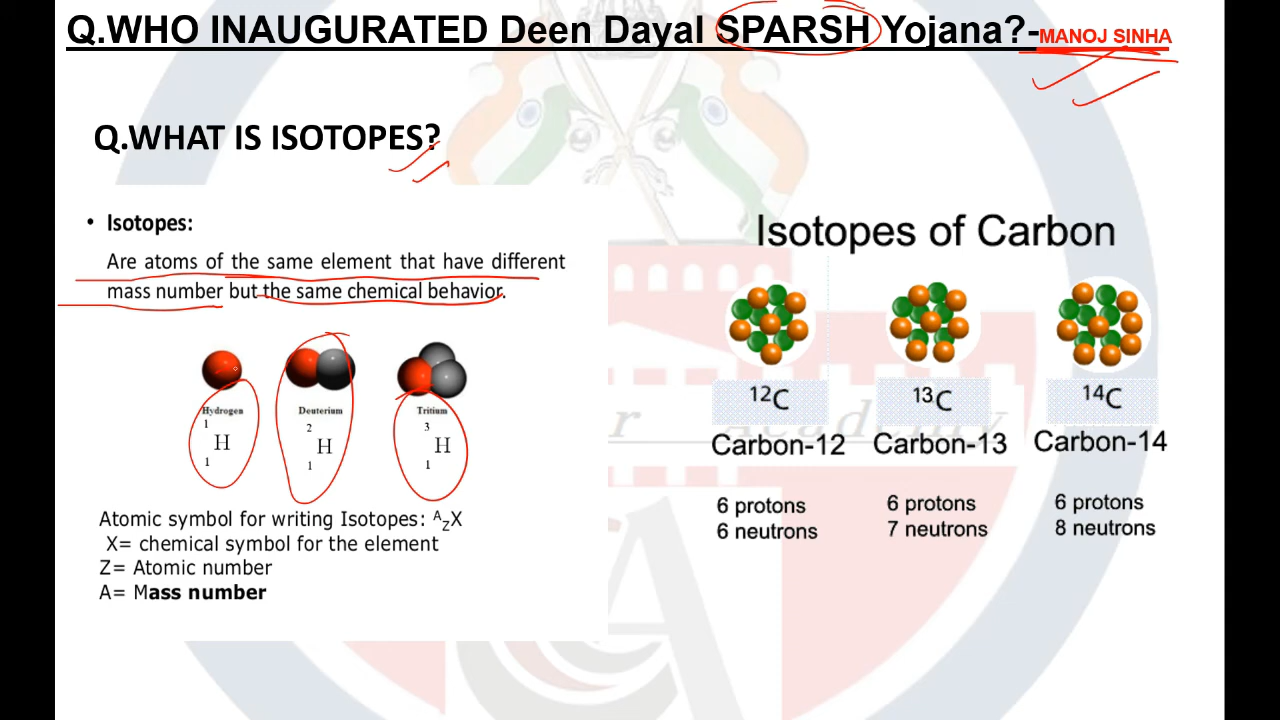 Q.WHO INAUGURATED Deen Dayal SPARSH Yojana?-MANOJ SINHA
Q.WHAT IS ISOTOPES?
• Isotopes:
Are atoms of the same element that have different
mass number but the same chemical behavior.
Hydrogen
1
H
1
Deuterium
2
H
1
Tritium
3
H
1
Atomic symbol for writing Isotopes: ᴬ_ZX
X= chemical symbol for the element
Z= Atomic number
A= Mass number
Isotopes of Carbon
¹²C
Carbon-12
6 protons
6 neutrons
¹³C
Carbon-13
6 protons
7 neutrons
¹⁴C
Carbon-14
6 protons
8 neutrons
Academy